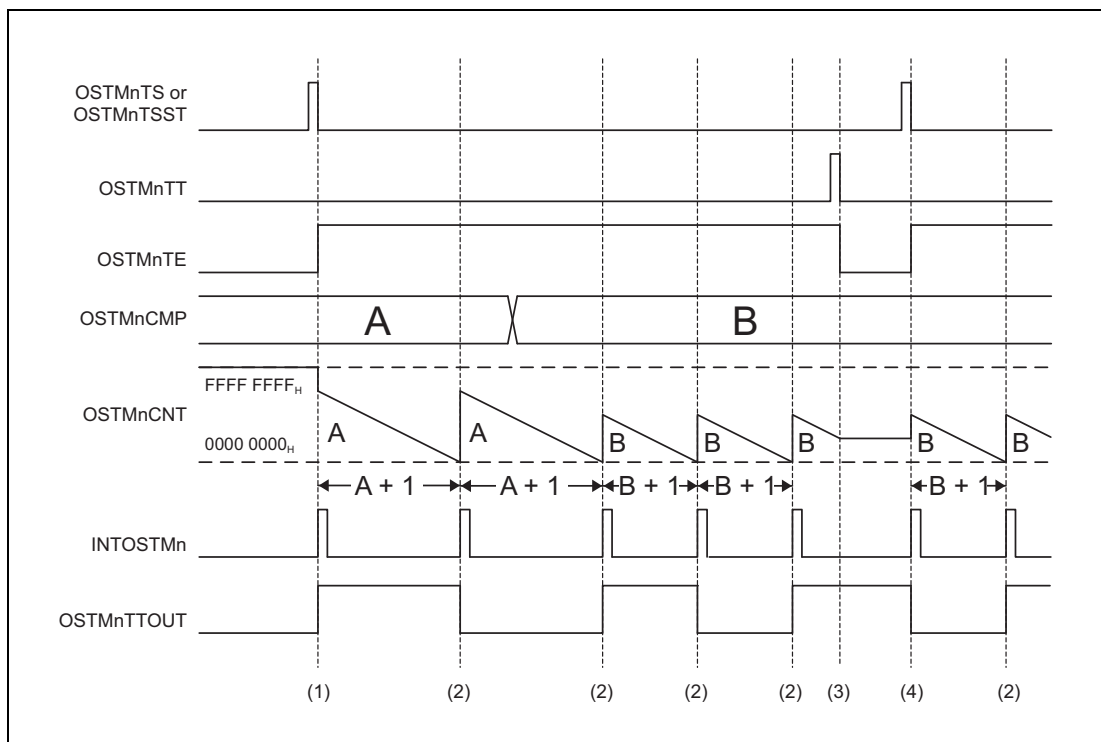 OSTMnTS or
OSTMnTSST
OSTMnTT
OSTMnTE
OSTMnCMP
A
B
FFFF FFFFH
OSTMnCNT
0000 0000H
A
A
B
B
B
B
B
A + 1
A + 1
B + 1
B + 1
B + 1
INTOSTMn
OSTMnTTOUT
(1)
(2)
(2)
(2)
(2)
(3)
(4)
(2)